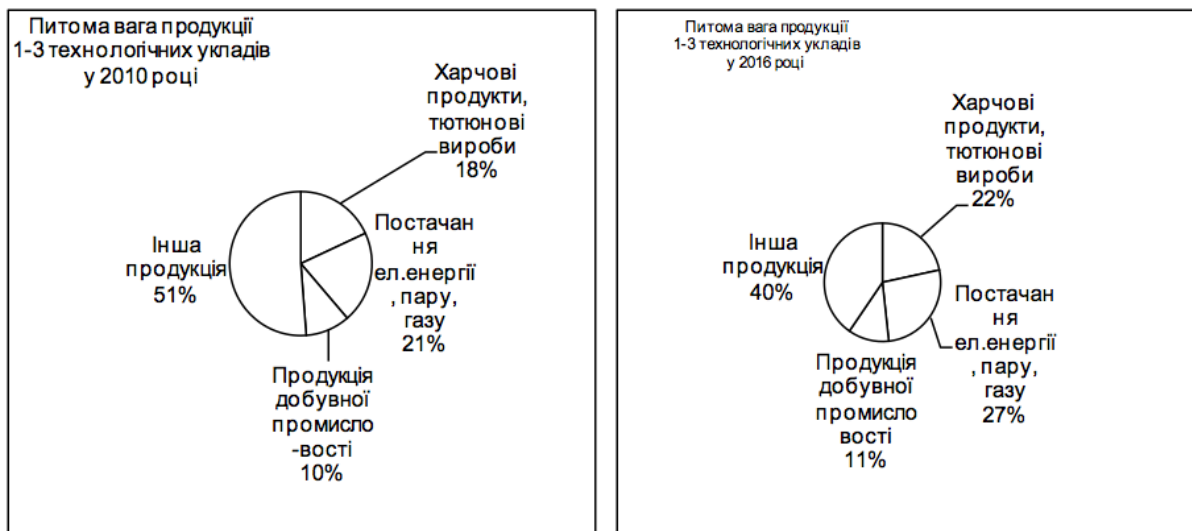 Питома вага продукції
1-3 технологічних укладів
у 2010 році
Харчові
продукти,
тютюнові
вироби
18%
Постачан
ня
ел.енергії
, пару,
газу
21%
Продукція
добувної
промисло
-вості
10%
Інша
продукція
51%
Питома вага продукції
1-3 технологічних укладів
у 2016 році
Харчові
продукти,
тютюнові
вироби
22%
Постачан
ня
ел.енергії
, пару,
газу
27%
Продукція
добувної
промисло
вості
11%
Інша
продукція
40%